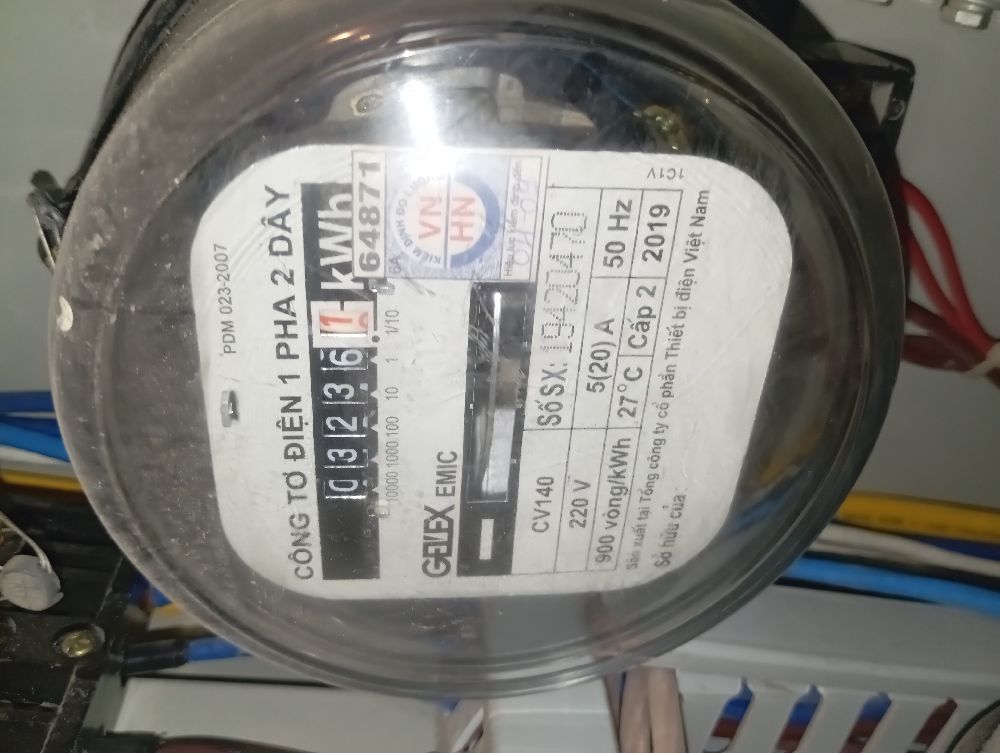 PDM 023-2007
CÔNG TƠ ĐIỆN 1 PHA 2 DÂY
0 3 2 3 6 1 kWh
10000 1000 100 10 1 1/10
64871
6A
VN
HN
GELEX EMIC
CV140
Số SX: 19420470
220 V
5(20) A
50 Hz
900 vòng/kWh
27°C
Cấp 2
2019
Sản xuất tại Tổng công ty cổ phần Thiết bị điện Việt Nam
Sở hữu của :
1C1V